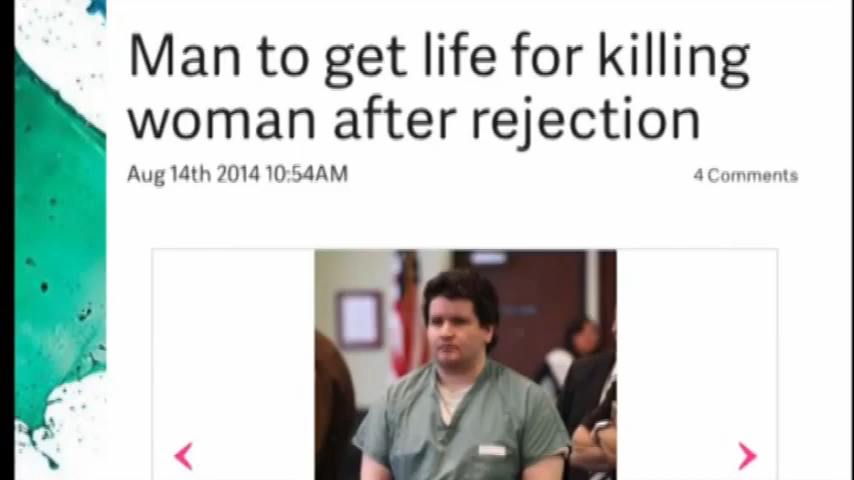 Man to get life for killing
woman after rejection
Aug 14th 2014 10:54AM
4 Comments